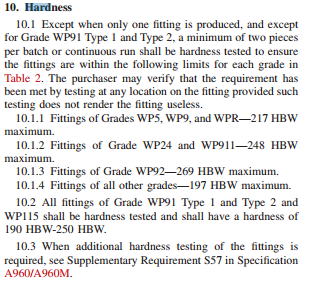 10. Hardness
10.1 Except when only one fitting is produced, and except
for Grade WP91 Type 1 and Type 2, a minimum of two pieces
per batch or continuous run shall be hardness tested to ensure
the fittings are within the following limits for each grade in
Table 2. The purchaser may verify that the requirement has
been met by testing at any location on the fitting provided such
testing does not render the fitting useless.
10.1.1 Fittings of Grades WP5, WP9, and WPR—217 HBW
maximum.
10.1.2 Fittings of Grade WP24 and WP911—248 HBW
maximum.
10.1.3 Fittings of Grade WP92—269 HBW maximum.
10.1.4 Fittings of all other grades—197 HBW maximum.
10.2 All fittings of Grade WP91 Type 1 and Type 2 and
WP115 shall be hardness tested and shall have a hardness of
190 HBW-250 HBW.
10.3 When additional hardness testing of the fittings is
required, see Supplementary Requirement S57 in Specification
A960/A960M.